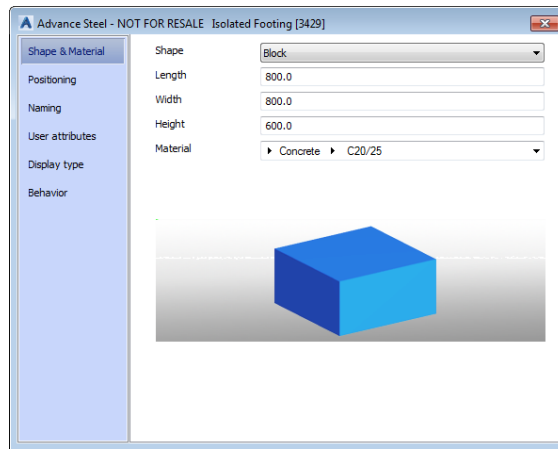 Advance Steel - NOT FOR RESALE Isolated Footing [3429]
Shape & Material
Positioning
Naming
User attributes
Display type
Behavior
Shape Block
Length 800.0
Width 800.0
Height 600.0
Material Concrete C20/25